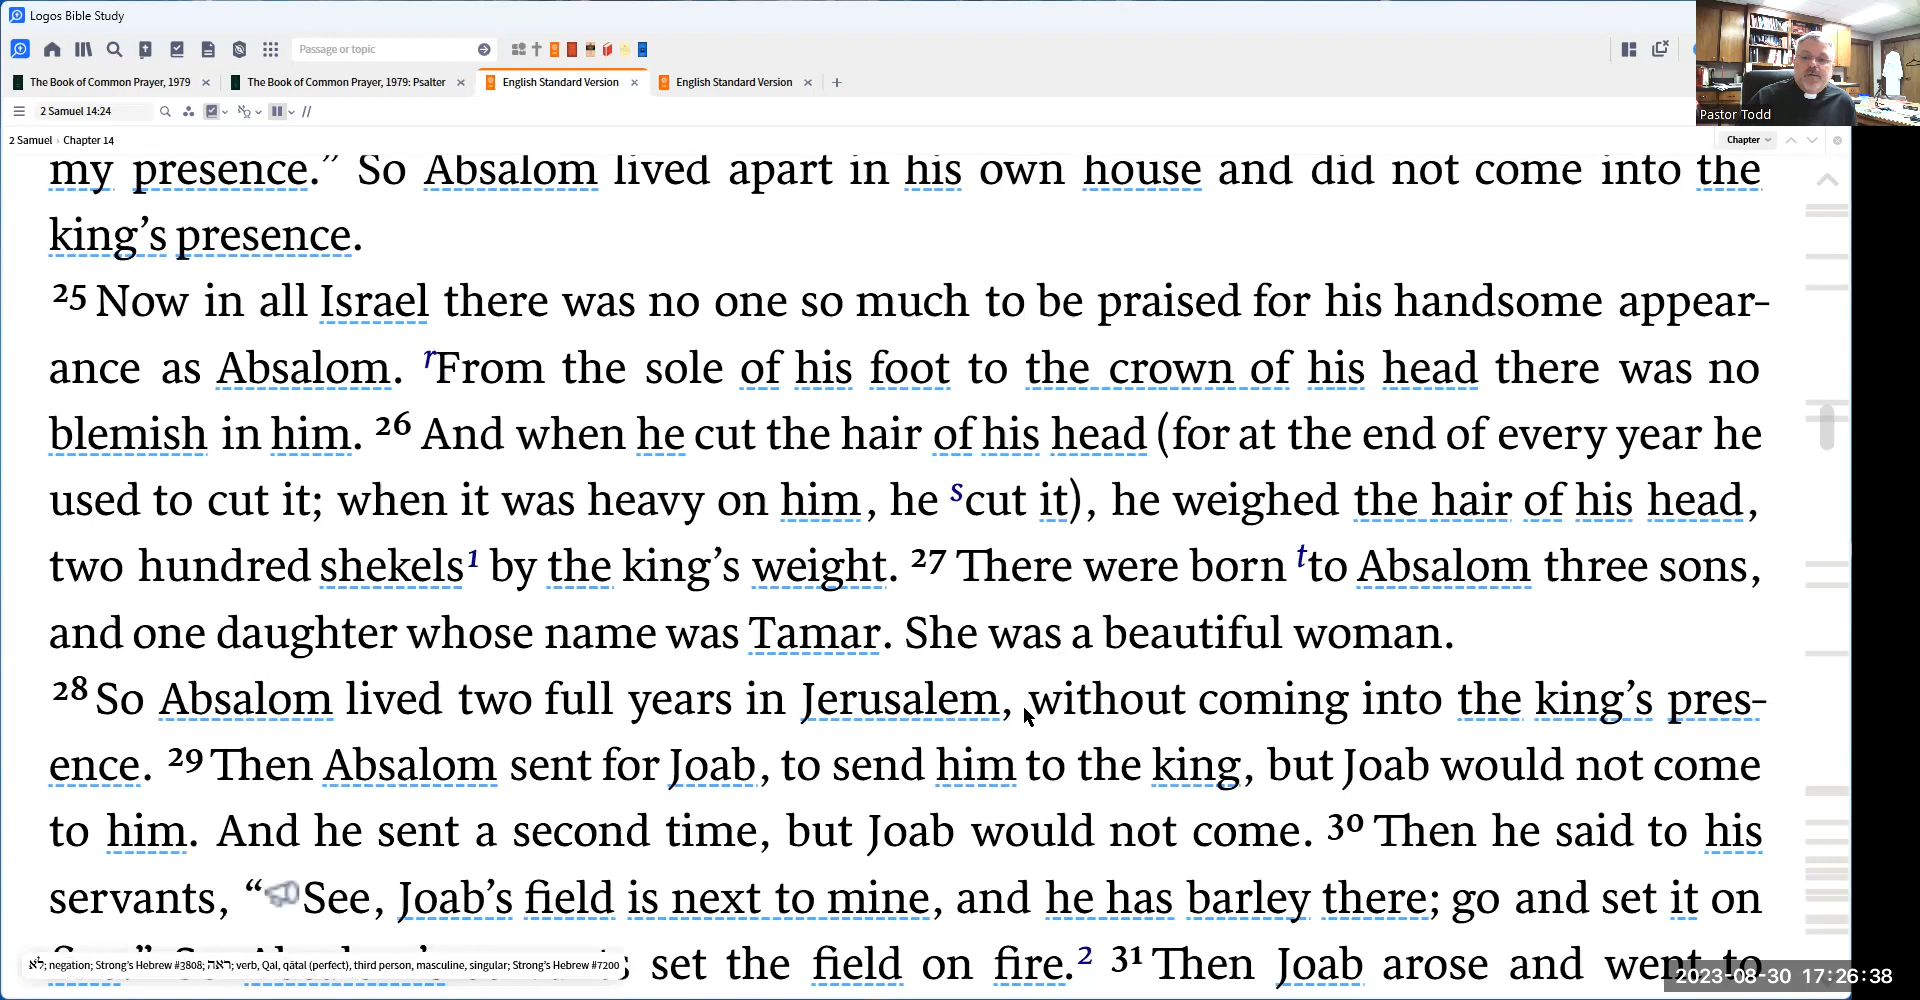 Logos Bible Study
Passage or topic
The Book of Common Prayer, 1979
The Book of Common Prayer, 1979: Psalter
English Standard Version
English Standard Version
2 Samuel 14:24
2 Samuel › Chapter 14
Chapter
Pastor Todd
my presence.” So Absalom lived apart in his own house and did not come into the
king’s presence.
25 Now in all Israel there was no one so much to be praised for his handsome appear-
ance as Absalom. rFrom the sole of his foot to the crown of his head there was no
blemish in him. 26 And when he cut the hair of his head (for at the end of every year he
used to cut it; when it was heavy on him, he scut it), he weighed the hair of his head,
two hundred shekels1 by the king’s weight. 27 There were born tto Absalom three sons,
and one daughter whose name was Tamar. She was a beautiful woman.
28 So Absalom lived two full years in Jerusalem, without coming into the king’s pres-
ence. 29 Then Absalom sent for Joab, to send him to the king, but Joab would not come
to him. And he sent a second time, but Joab would not come. 30 Then he said to his
servants, “See, Joab’s field is next to mine, and he has barley there; go and set it on
set the field on fire.2 31 Then Joab arose and went to
לֹא; negation; Strong’s Hebrew #3808; ראה; verb, Qal, qātal (perfect), third person, masculine, singular; Strong’s Hebrew #7200
2023-08-30 17:26:38